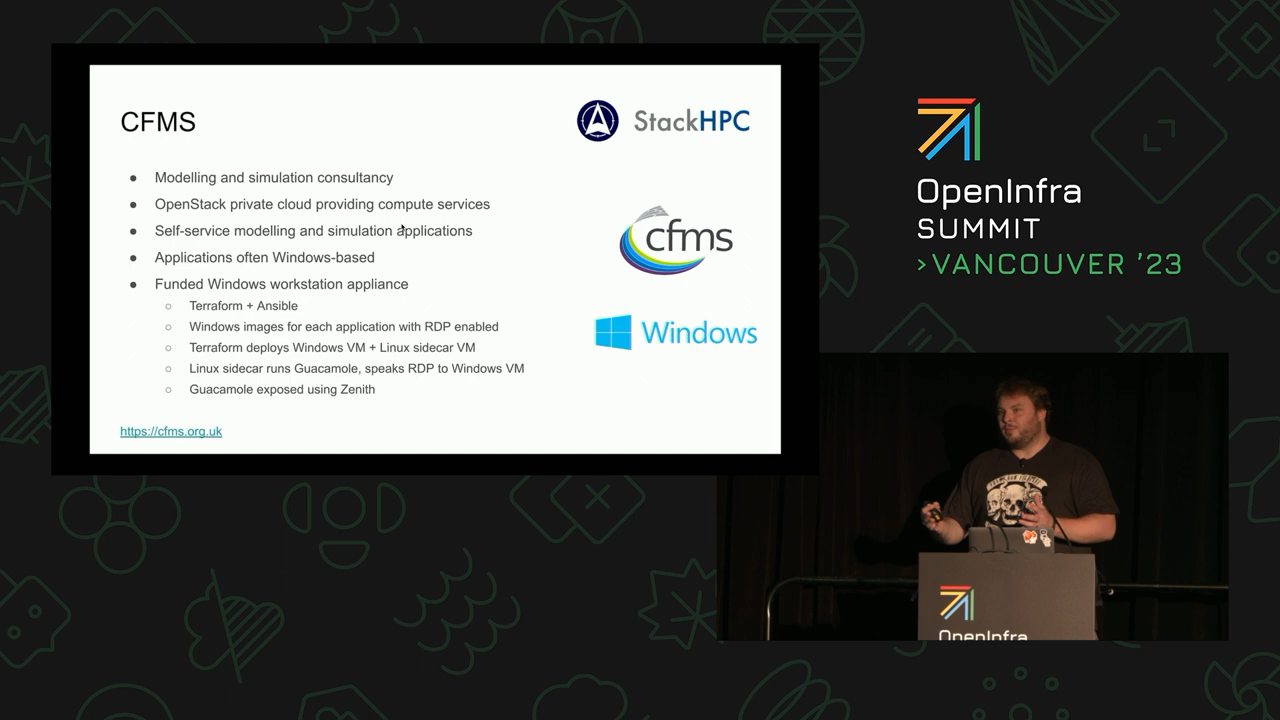 CFMS
StackHPC
Modelling and simulation consultancy
OpenStack private cloud providing compute services
Self-service modelling and simulation applications
Applications often Windows-based
Funded Windows workstation appliance
Terraform + Ansible
Windows images for each application with RDP enabled
Terraform deploys Windows VM + Linux sidecar VM
Linux sidecar runs Guacamole, speaks RDP to Windows VM
Guacamole exposed using Zenith
https://cfms.org.uk
cfms
Windows
OpenInfra
SUMMIT
>VANCOUVER '23
OpenInfra